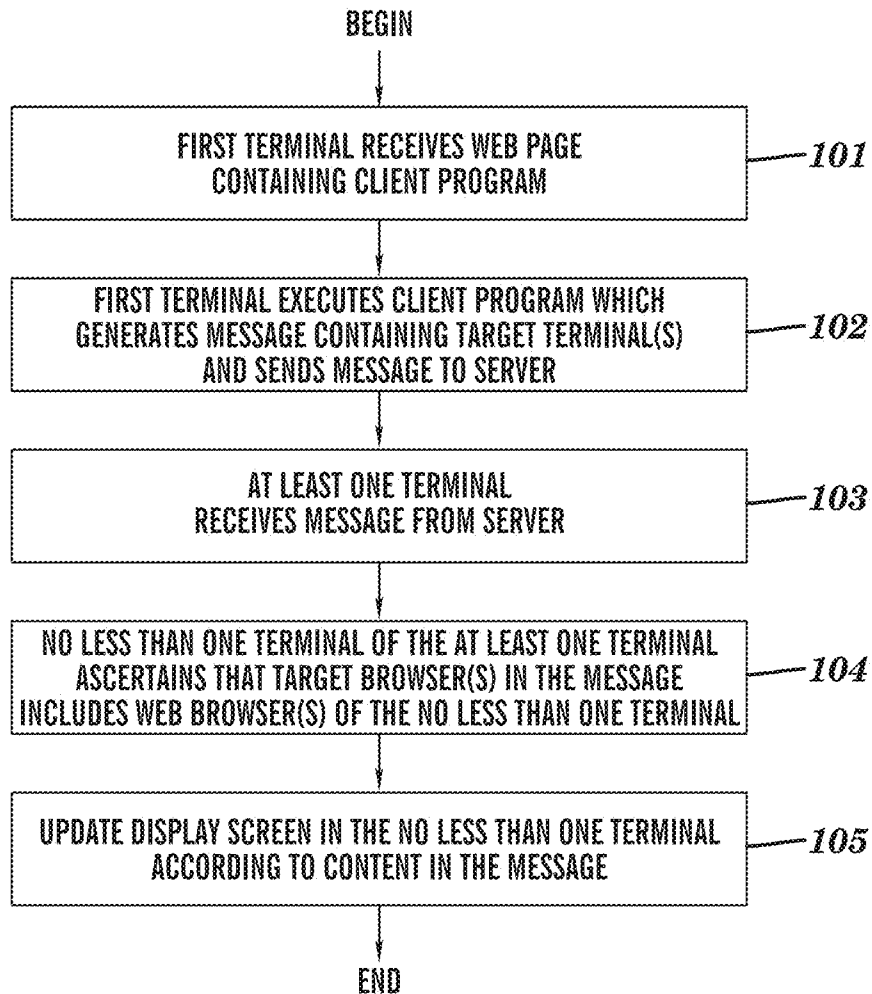 BEGIN
FIRST TERMINAL RECEIVES WEB PAGE
CONTAINING CLIENT PROGRAM
101
FIRST TERMINAL EXECUTES CLIENT PROGRAM WHICH
GENERATES MESSAGE CONTAINING TARGET TERMINAL(S)
AND SENDS MESSAGE TO SERVER
102
AT LEAST ONE TERMINAL
RECEIVES MESSAGE FROM SERVER
103
NO LESS THAN ONE TERMINAL OF THE AT LEAST ONE TERMINAL
ASCERTAINS THAT TARGET BROWSER(S) IN THE MESSAGE
INCLUDES WEB BROWSER(S) OF THE NO LESS THAN ONE TERMINAL
104
UPDATE DISPLAY SCREEN IN THE NO LESS THAN ONE TERMINAL
ACCORDING TO CONTENT IN THE MESSAGE
105
END